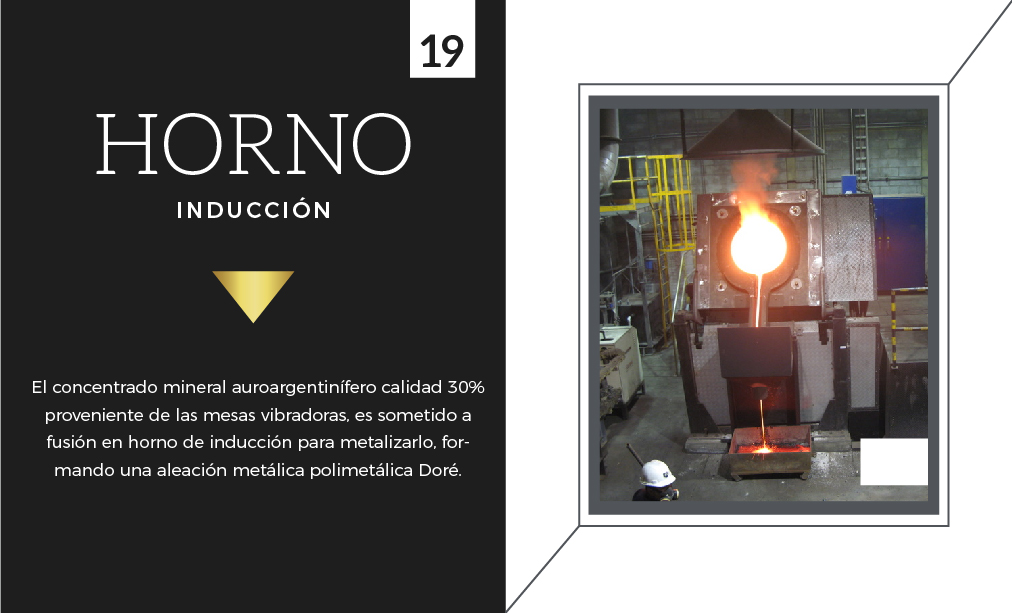 19
HORNO
INDUCCIÓN
El concentrado mineral auroargentinífero calidad 30%
proveniente de las mesas vibradoras, es sometido a
fusión en horno de inducción para metalizarlo, for-
mando una aleación metálica polimetálica Doré.